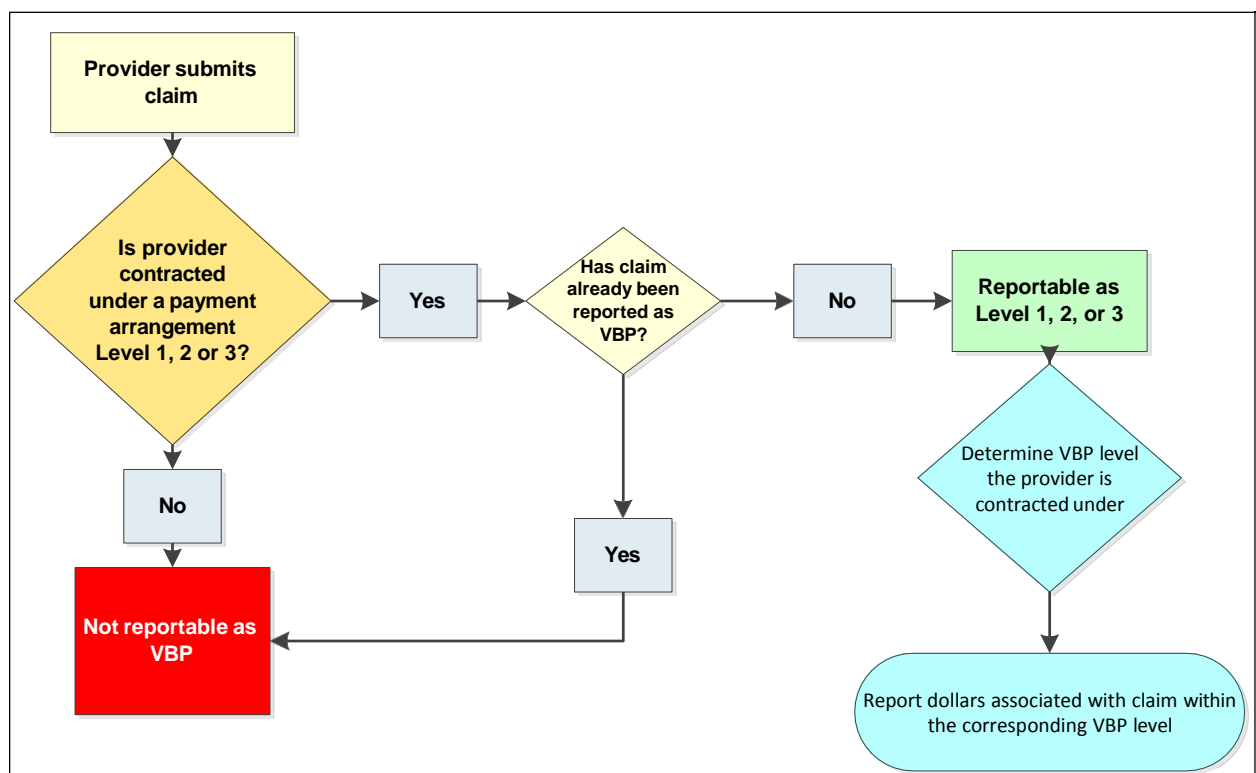 Provider submits
claim
Is provider
contracted
under a payment
arrangement
Level 1, 2 or 3?
Yes
Has claim
already been
reported as
VBP?
No
Reportable as
Level 1, 2, or 3
Determine VBP level
the provider is
contracted under
No
Yes
Not reportable as
VBP
Report dollars associated with claim within
the corresponding VBP level